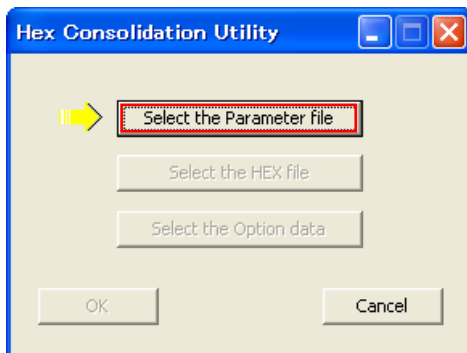 Hex Consolidation Utility
Select the Parameter file
Select the HEX file
Select the Option data
OK
Cancel